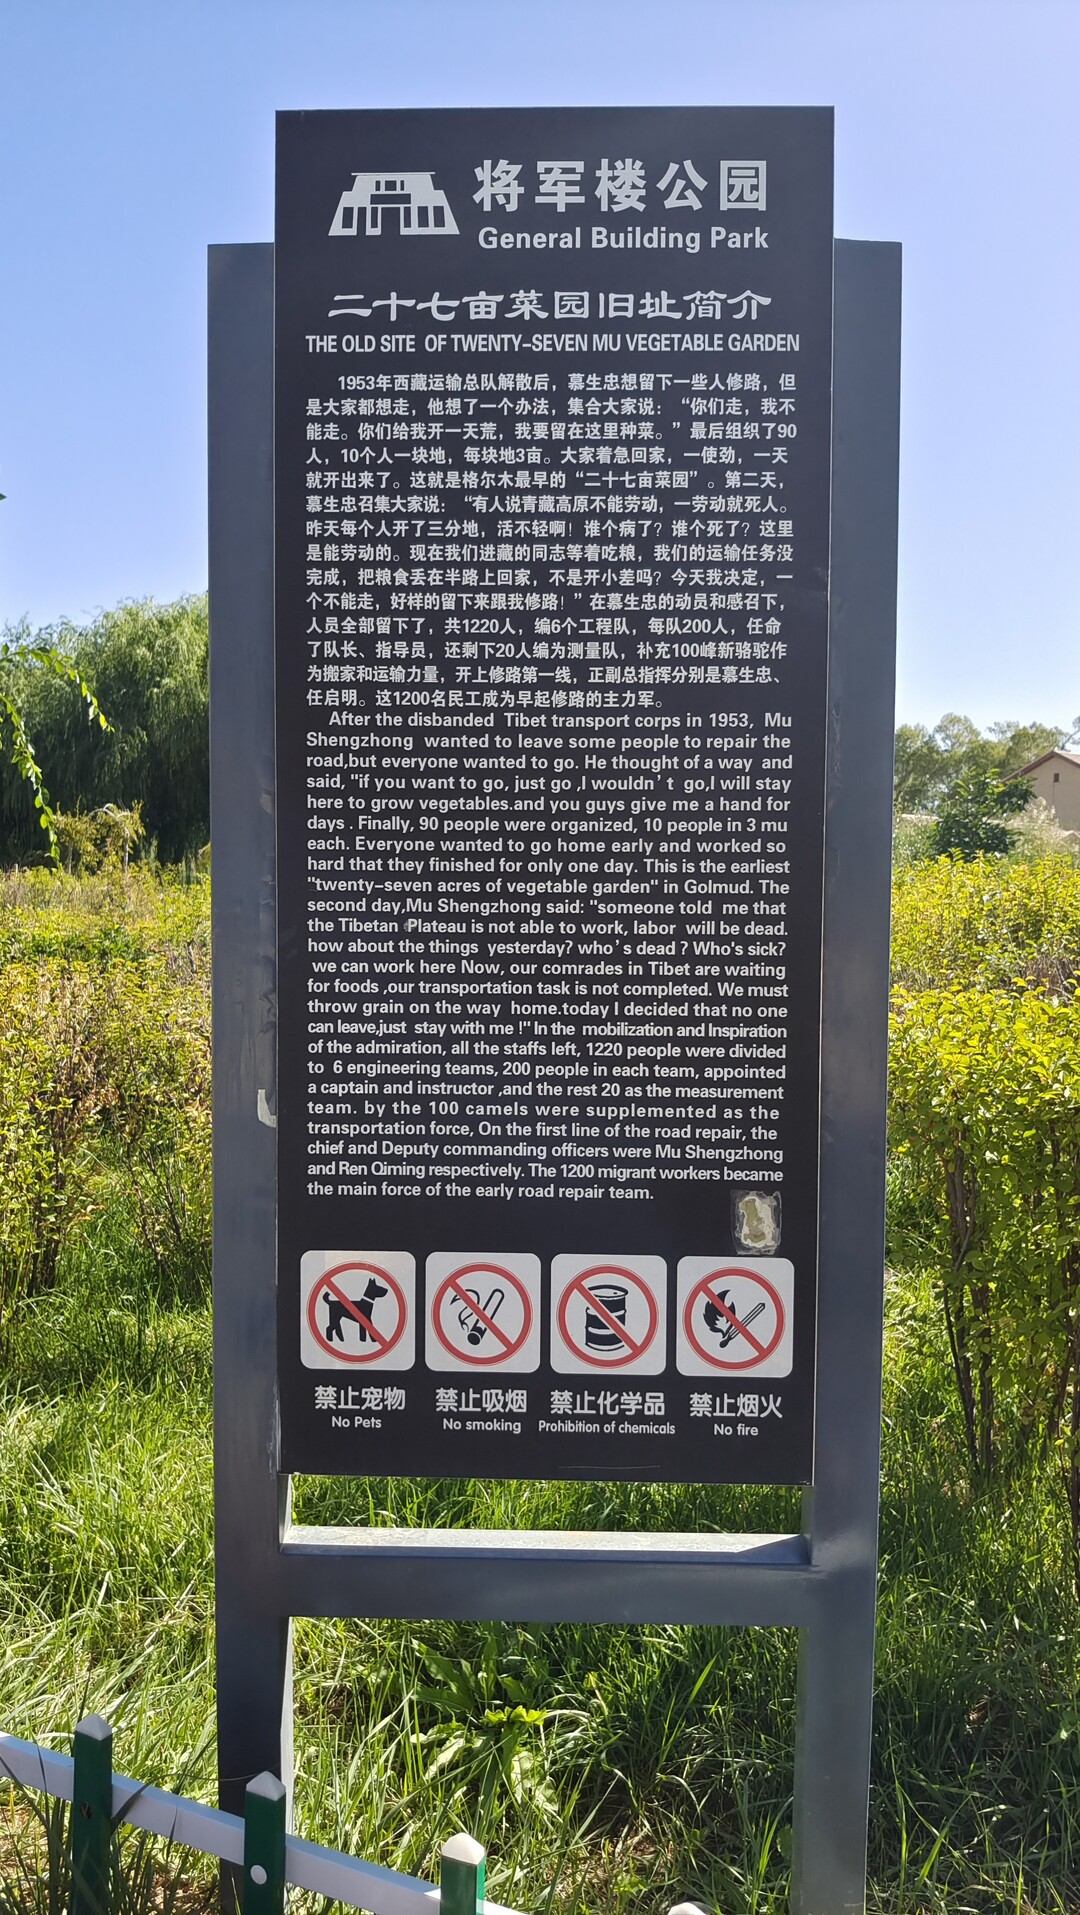 将军楼公园
General Building Park
二十七亩菜园旧址简介
THE OLD SITE OF TWENTY-SEVEN MU VEGETABLE GARDEN
1953年西藏运输总队解散后，慕生忠想留下一些人修路，但
是大家都想走，他想了一个办法，集合大家说：“你们走，我不
能走。你们给我开一天荒，我要留在这里种菜。”最后组织了90
人，10个人一块地，每块地3亩。大家着急回家，一使劲，一天
就开出来了。这就是格尔木最早的“二十七亩菜园”。第二天，
慕生忠召集大家说：“有人说青藏高原不能劳动，一劳动就死人。
昨天每个人开了三分地，活不轻啊！谁个病了？谁个死了？这里
是能劳动的。现在我们进藏的同志等着吃粮，我们的运输任务没
完成，把粮食丢在半路上回家，不是开小差吗？今天我决定，一
个不能走，好样的留下来跟我修路！”在慕生忠的动员和感召下，
人员全部留下了，共1220人，编6个工程队，每队200人，任命
了队长、指导员，还剩下20人编为测量队，补充100峰新骆驼作
为搬家和运输力量，开上修路第一线，正副总指挥分别是慕生忠、
任启明。这1200名民工成为早起修路的主力军。
After the disbanded Tibet transport corps in 1953, Mu
Shengzhong wanted to leave some people to repair the
road,but everyone wanted to go. He thought of a way and
said, "if you want to go, just go ,I wouldn't go,I will stay
here to grow vegetables.and you guys give me a hand for
days . Finally, 90 people were organized, 10 people in 3 mu
each. Everyone wanted to go home early and worked so
hard that they finished for only one day. This is the earliest
"twenty-seven acres of vegetable garden" in Golmud. The
second day,Mu Shengzhong said: "someone told me that
the Tibetan Plateau is not able to work, labor will be dead.
how about the things yesterday? who's dead ? Who's sick?
we can work here Now, our comrades in Tibet are waiting
for foods ,our transportation task is not completed. We must
throw grain on the way home.today I decided that no one
can leave,just stay with me !" In the mobilization and Inspiration
of the admiration, all the staffs left, 1220 people were divided
to 6 engineering teams, 200 people in each team, appointed
a captain and instructor ,and the rest 20 as the measurement
team. by the 100 camels were supplemented as the
transportation force, On the first line of the road repair, the
chief and Deputy commanding officers were Mu Shengzhong
and Ren Qiming respectively. The 1200 migrant workers became
the main force of the early road repair team.
禁止宠物 禁止吸烟 禁止化学品 禁止烟火
No Pets No smoking Prohibition of chemicals No fire